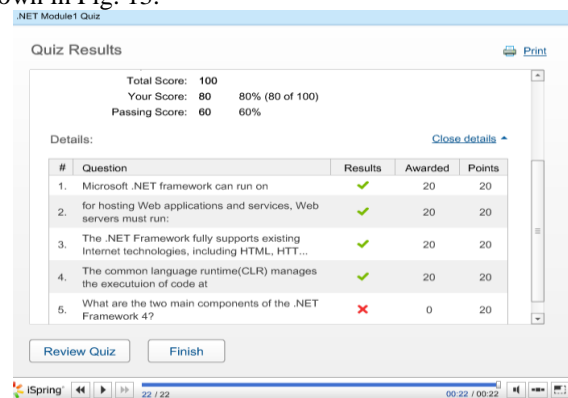 own in Fig. 13.
.NET Module1 Quiz
Quiz Results
Print
Total Score: 100
Your Score: 80 80% (80 of 100)
Passing Score: 60 60%
Details:
Close details
# Question Results Awarded Points
1. Microsoft .NET framework can run on 20 20
2. for hosting Web applications and services, Web
servers must run: 20 20
3. The .NET Framework fully supports existing
Internet technologies, including HTML, HTT... 20 20
4. The common language runtime(CLR) manages
the executuion of code at 20 20
5. What are the two main components of the .NET
Framework 4? 0 20
Review Quiz Finish
iSpring 22 / 22 00:22 / 00:22